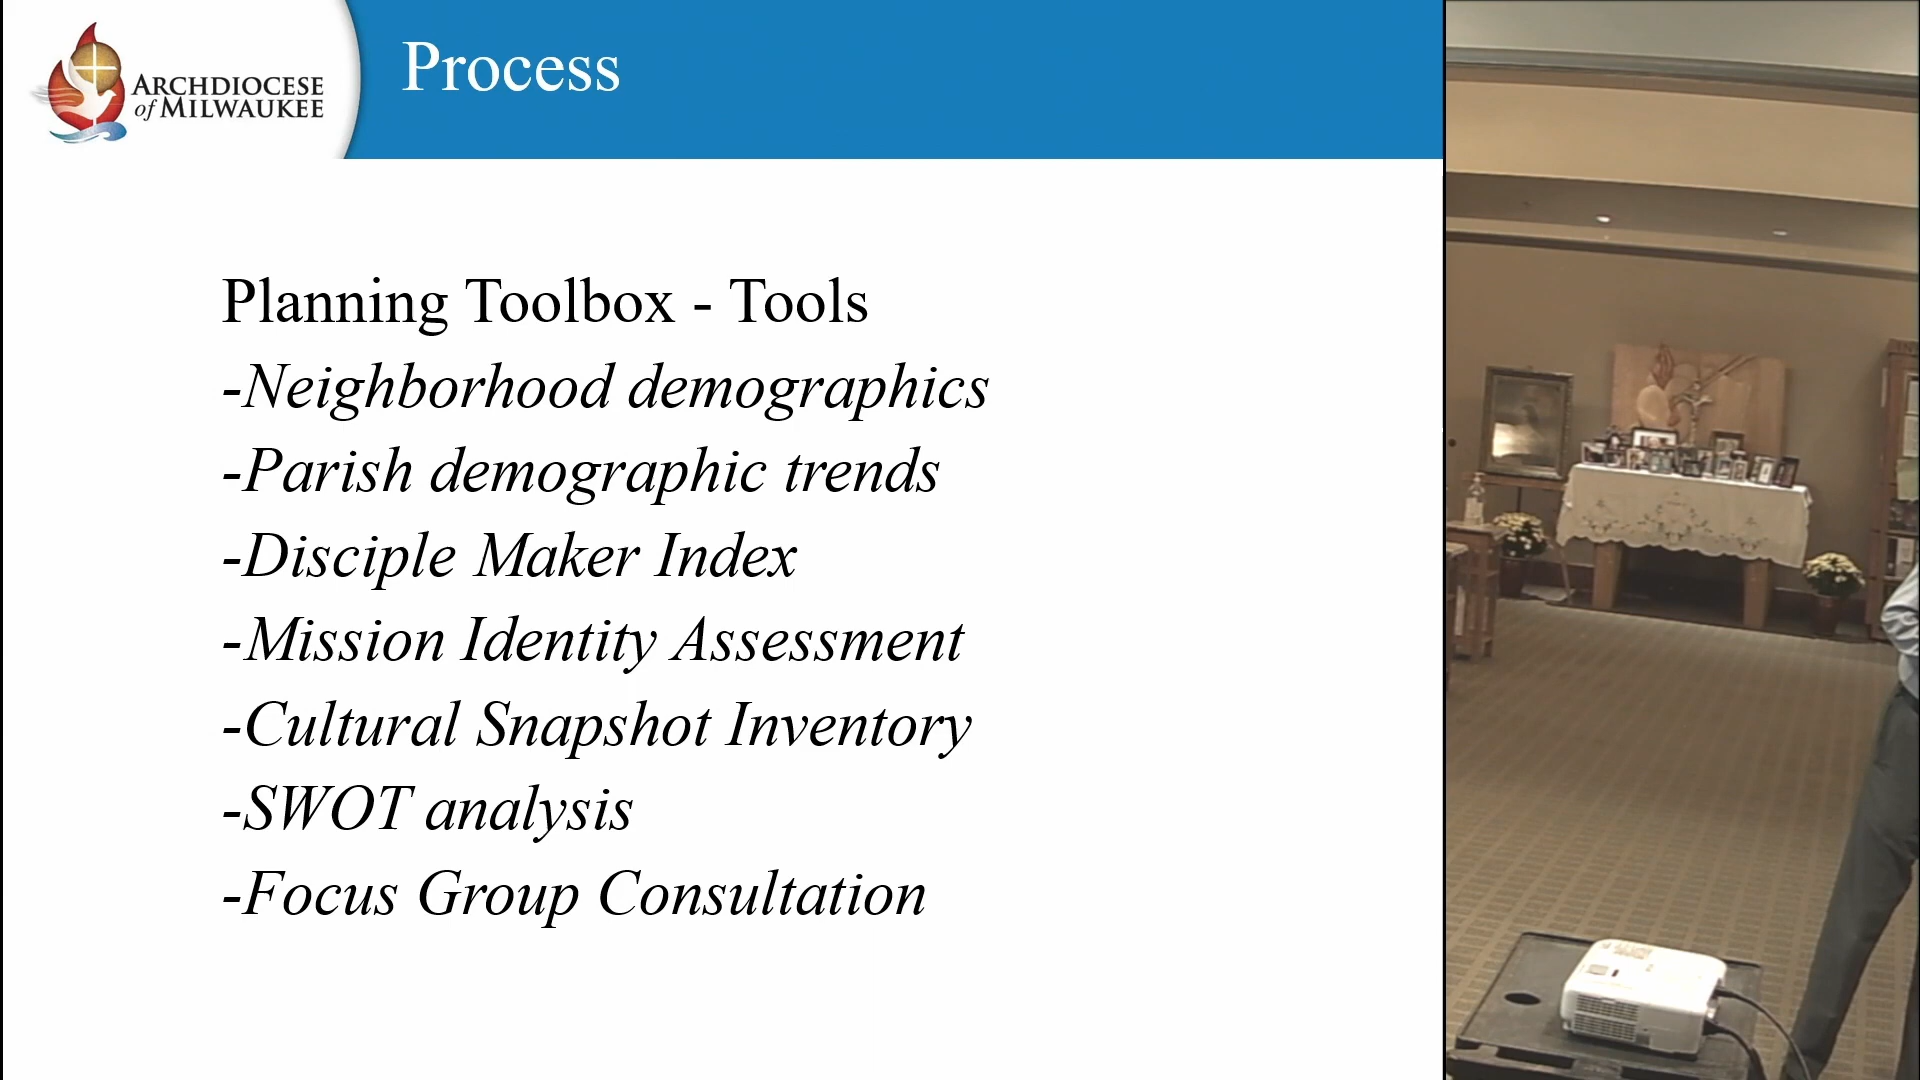 ARCHDIOCESE
of MILWAUKEE
Process
Planning Toolbox - Tools
-Neighborhood demographics
-Parish demographic trends
-Disciple Maker Index
-Mission Identity Assessment
-Cultural Snapshot Inventory
-SWOT analysis
-Focus Group Consultation